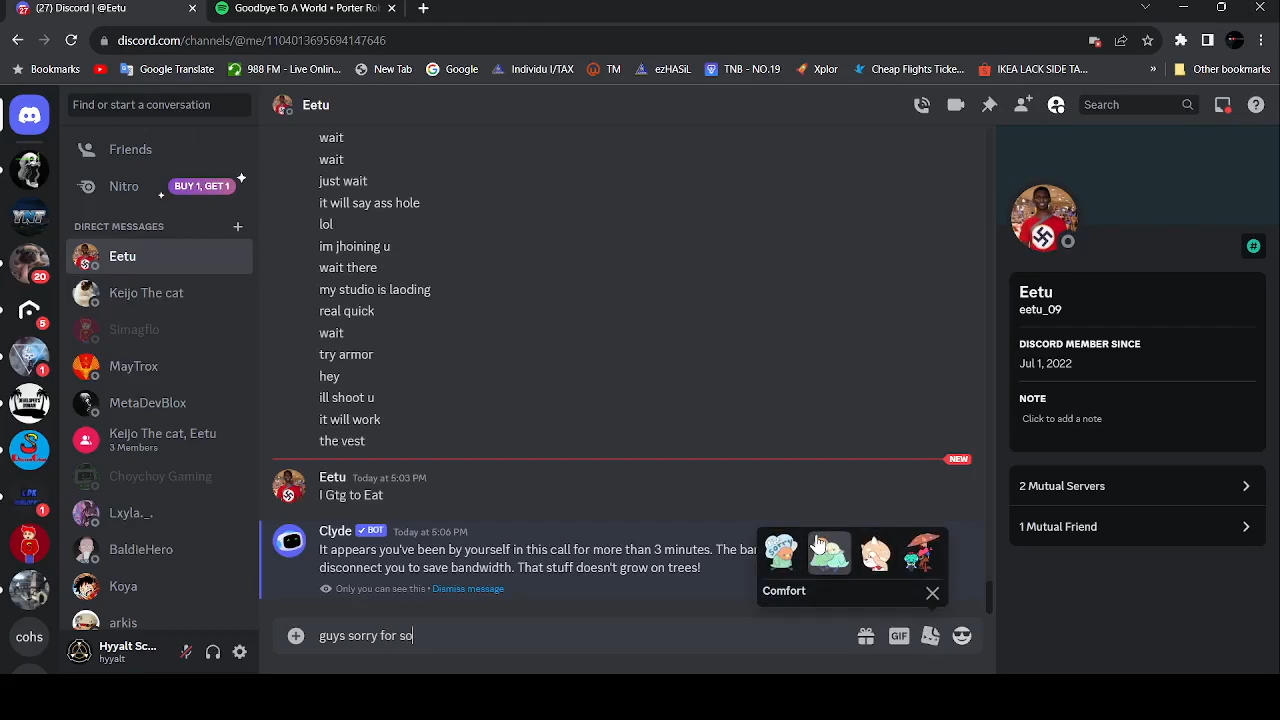 (27) Discord | @Eetu
Goodbye To A World • Porter Rol
discord.com/channels/@me/1104013695694147646
Bookmarks
Google Translate
988 FM - Live Onlin...
New Tab
Google
Individu I/TAX
TM
ezHASiL
TNB - NO.19
Xplor
Cheap Flights Ticke...
IKEA LACK SIDE TA...
»
Other bookmarks
Find or start a conversation
Eetu
Search
Friends
Nitro
BUY 1, GET 1
DIRECT MESSAGES
Eetu
Keijo The cat
Simagflo
MayTrox
MetaDevBlox
Keijo The cat, Eetu
3 Members
Choychoy Gaming
Lxyla._.
BaldieHero
Koya
arkis
Hyyalt Sc...
hyyalt
27
YNT
20
5
1
1
cohs
wait
wait
just wait
it will say ass hole
lol
im jhoining u
wait there
my studio is laoding
real quick
wait
try armor
hey
ill shoot u
it will work
the vest
NEW
Eetu Today at 5:03 PM
I Gtg to Eat
Clyde ✓ BOT Today at 5:06 PM
It appears you've been by yourself in this call for more than 3 minutes. The bar
disconnect you to save bandwidth. That stuff doesn't grow on trees!
Only you can see this • Dismiss message
SORRY
Comfort
guys sorry for so
GIF
Eetu
eetu_09
DISCORD MEMBER SINCE
Jul 1, 2022
NOTE
Click to add a note
2 Mutual Servers
1 Mutual Friend